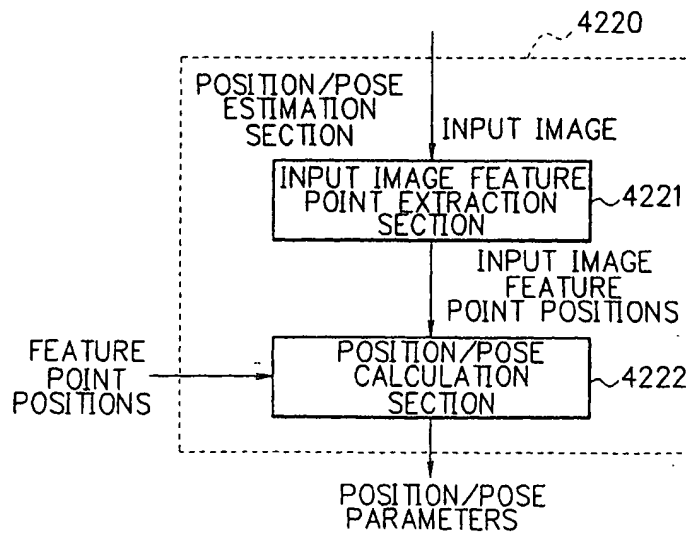 4220
POSITION/POSE
ESTIMATION
SECTION
INPUT IMAGE
INPUT IMAGE FEATURE
POINT EXTRACTION
SECTION
4221
INPUT IMAGE
FEATURE
POINT POSITIONS
FEATURE
POINT
POSITIONS
POSITION/POSE
CALCULATION
SECTION
4222
POSITION/POSE
PARAMETERS